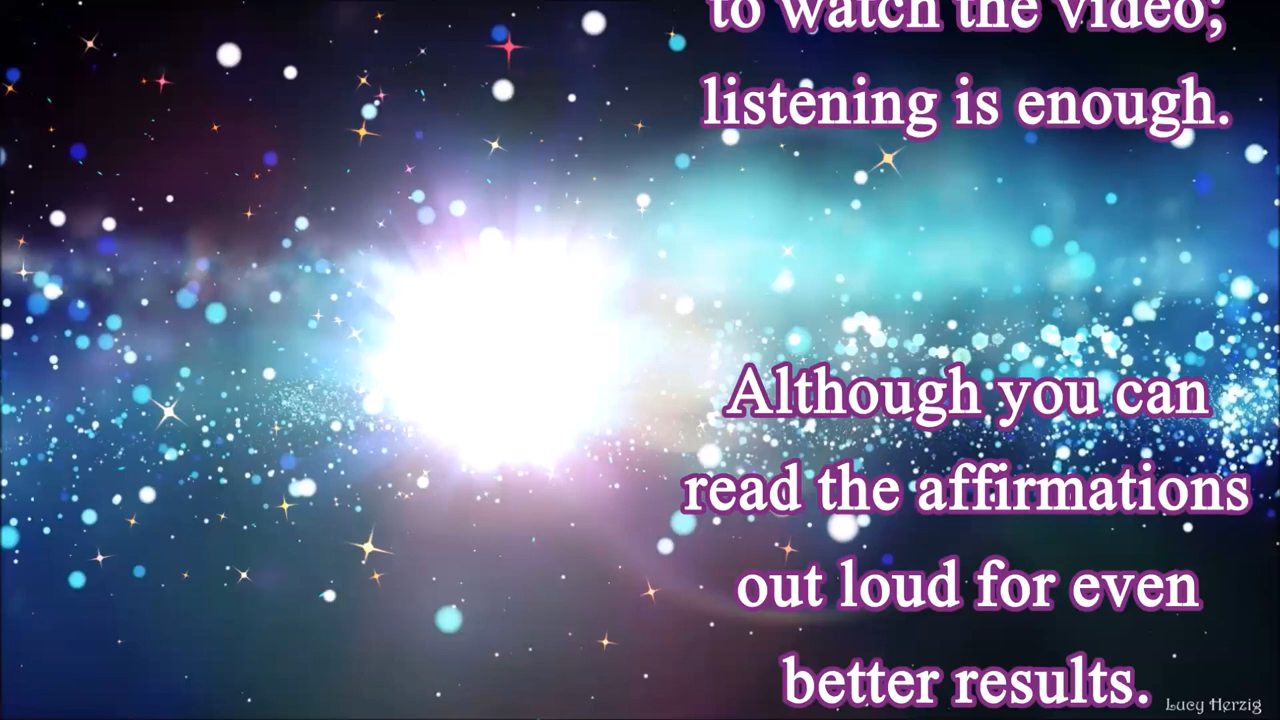 to watch the video;
listening is enough.
Although you can
read the affirmations
out loud for even
better results.
Lucy Herzig